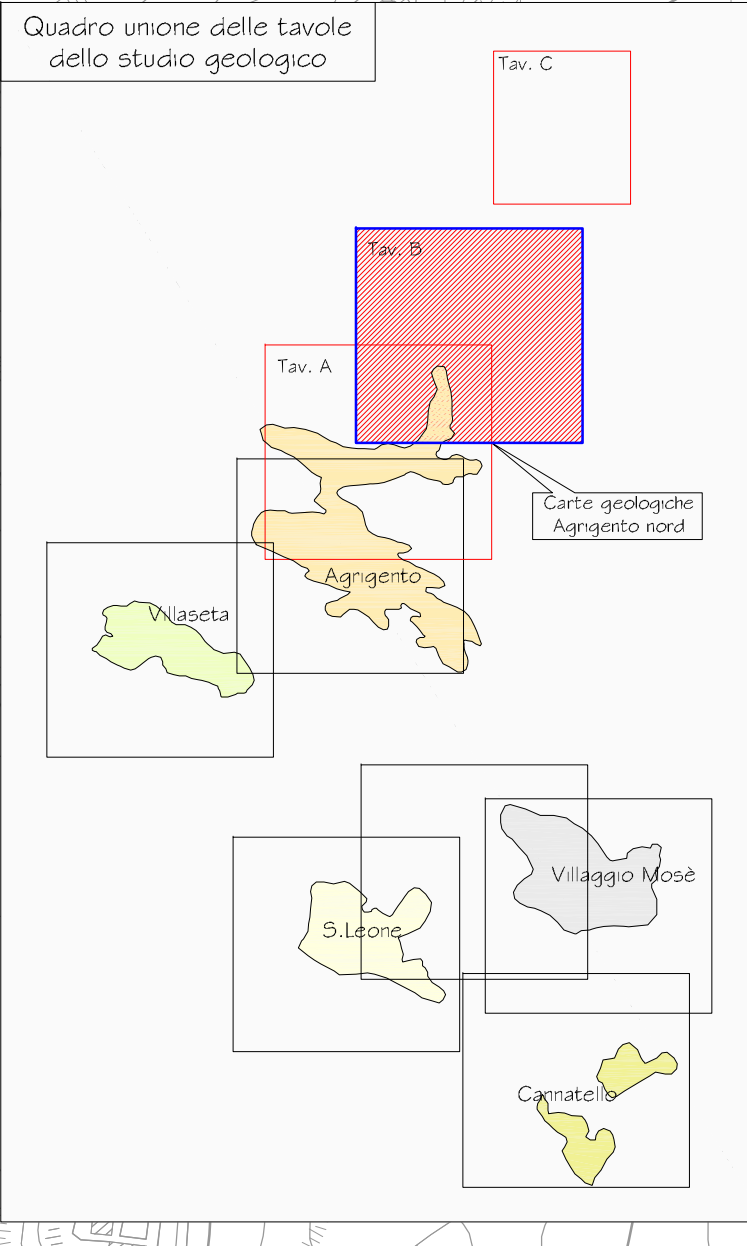 Quadro unione delle tavole
dello studio geologico
Tav. C
Tav. B
Tav. A
Carte geologiche
Agrigento nord
Agrigento
Villaseta
Villaggio Mosè
S.Leone
Cannatello